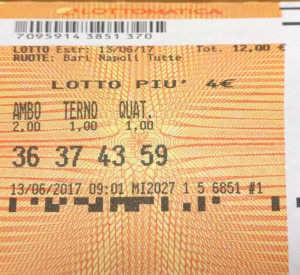 LOTTOMATICA
7095914 3851 370
LOTTO Estr: 13/06/17 Tot. 12,00 €
RUOTE: Bari Napoli Tutte
LOTTO PIU' 4€
AMBO TERNO QUAT.
2,00 1,00 1,00
36 37 43 59
13/06/2017 09:01 MI2027 1 5 6851 #1